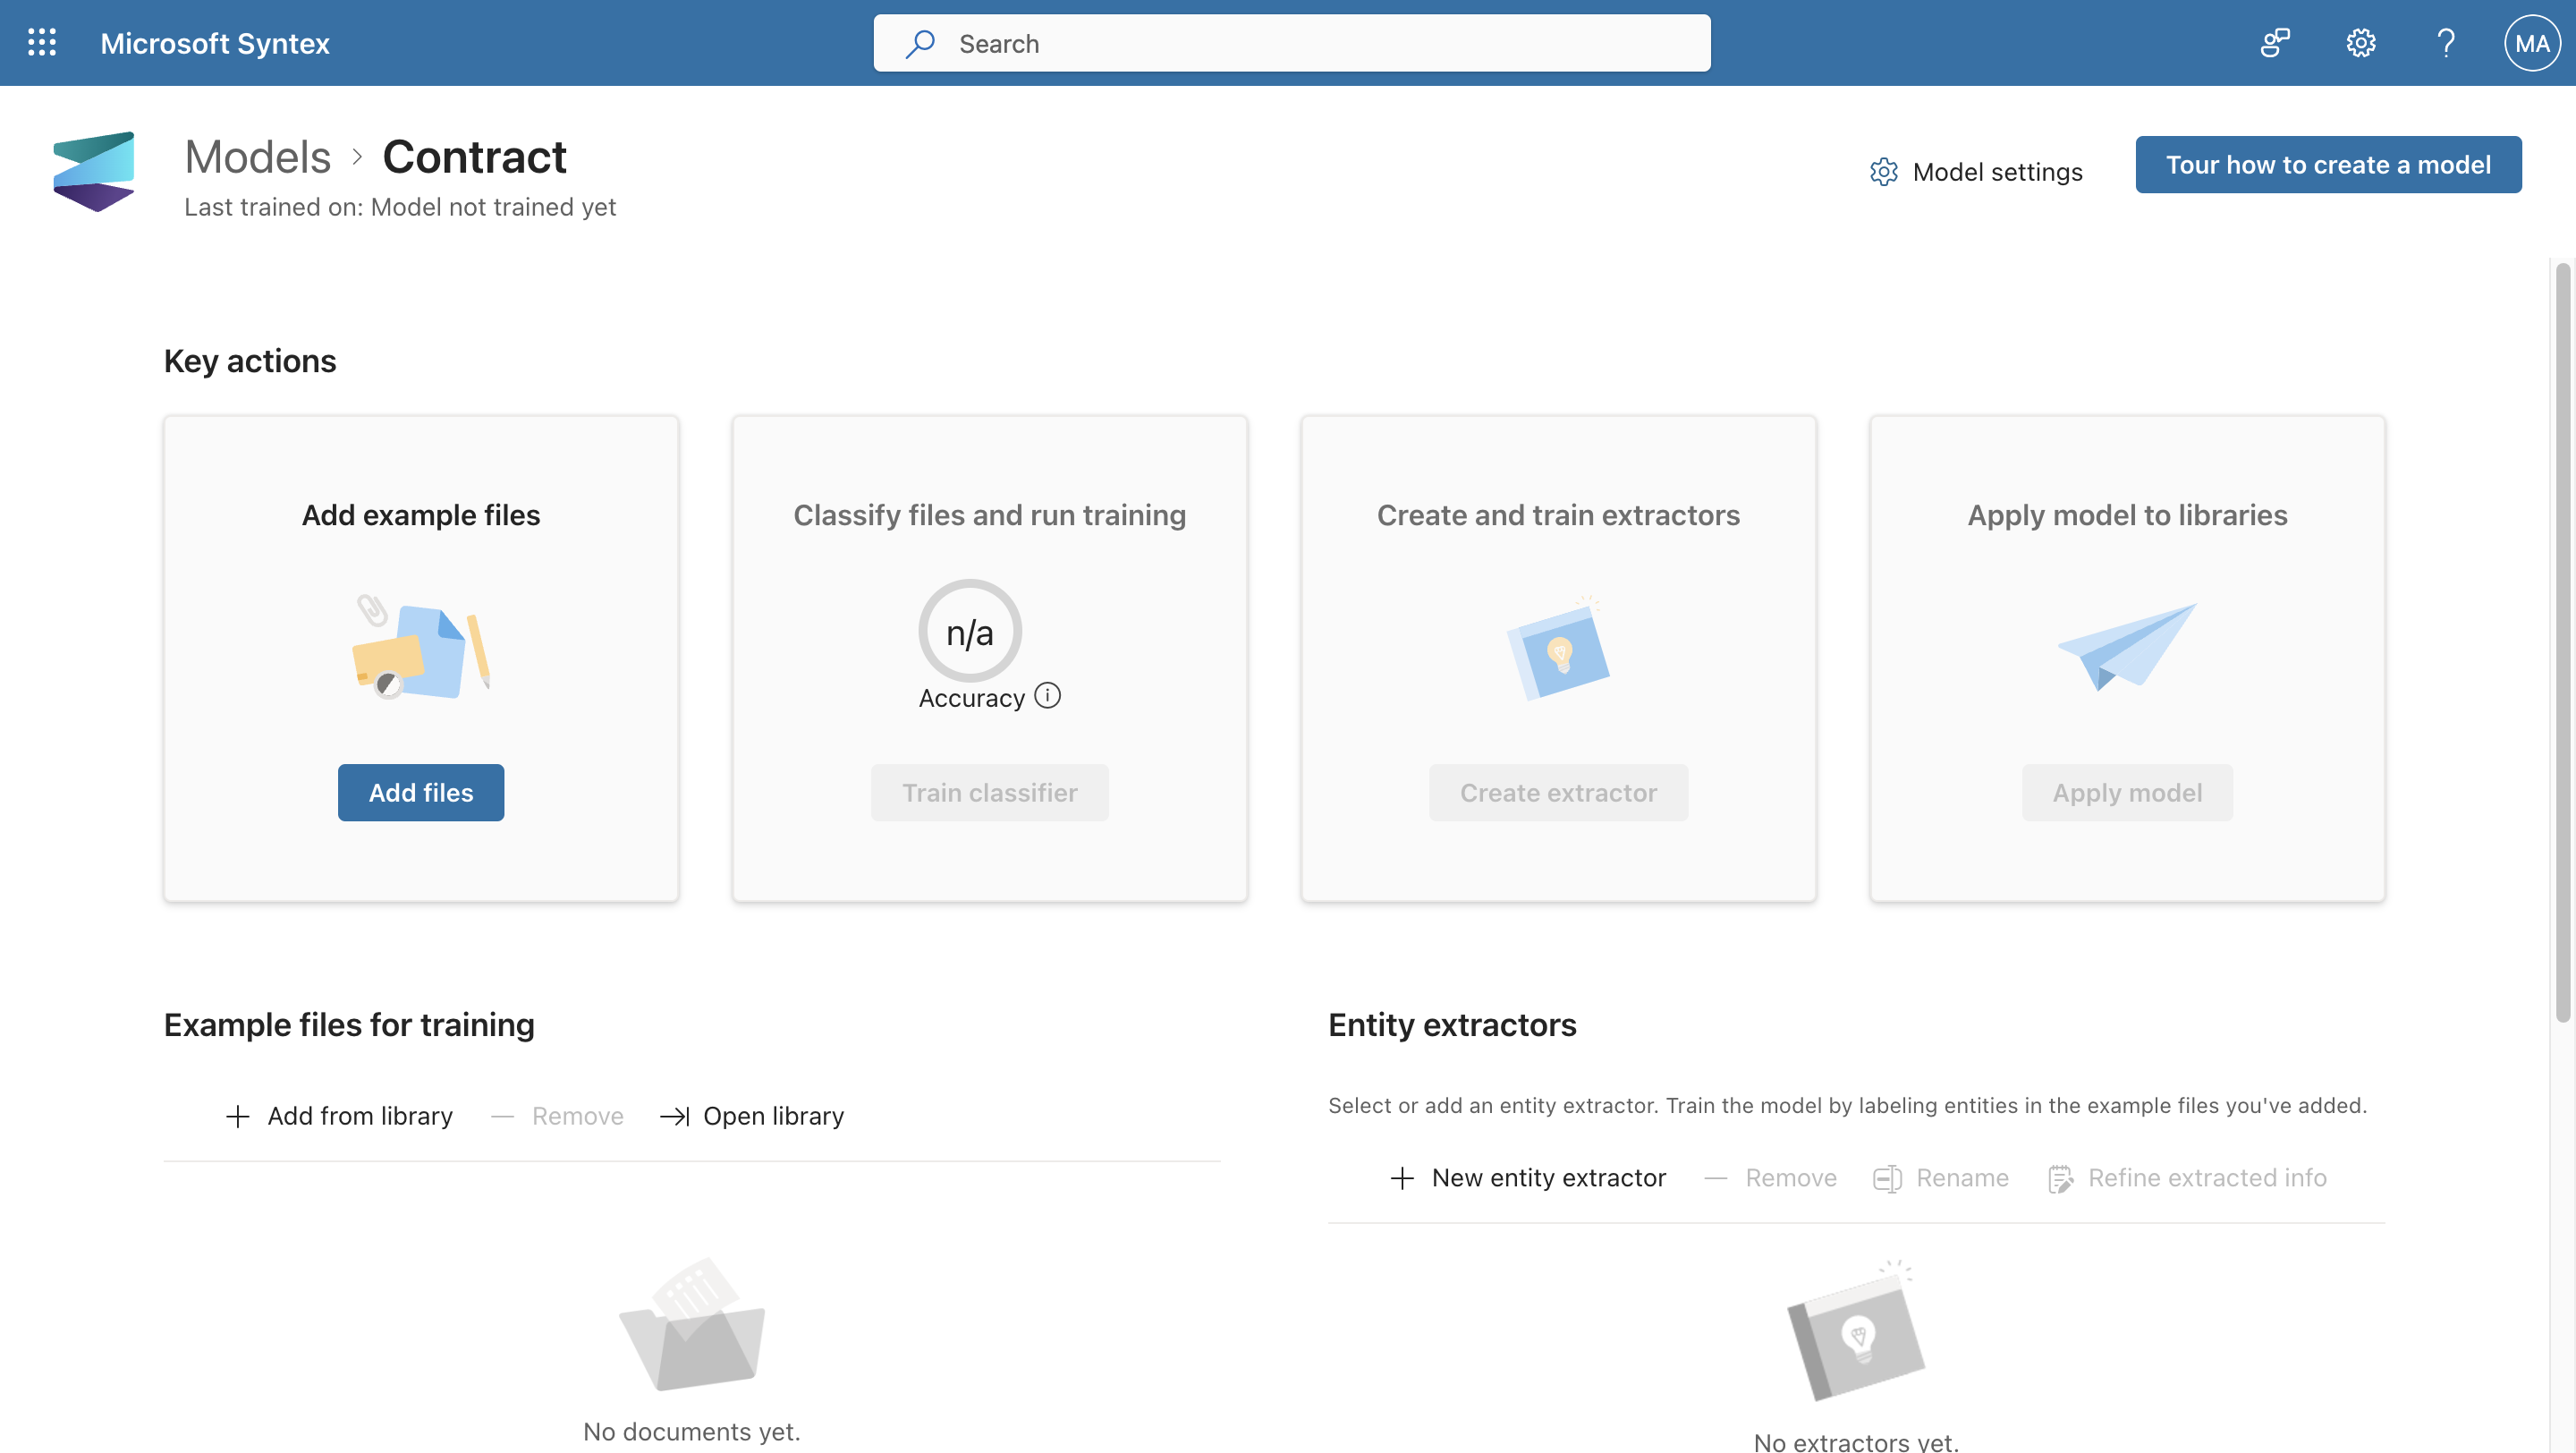 Microsoft Syntex
Search
MA
Models > Contract
Last trained on: Model not trained yet
Model settings
Tour how to create a model
Key actions
Add example files
Add files
Classify files and run training
n/a
Accuracy
Train classifier
Create and train extractors
Create extractor
Apply model to libraries
Apply model
Example files for training
Add from library
Remove
Open library
No documents yet.
Entity extractors
Select or add an entity extractor. Train the model by labeling entities in the example files you've added.
New entity extractor
Remove
Rename
Refine extracted info
No extractors yet.